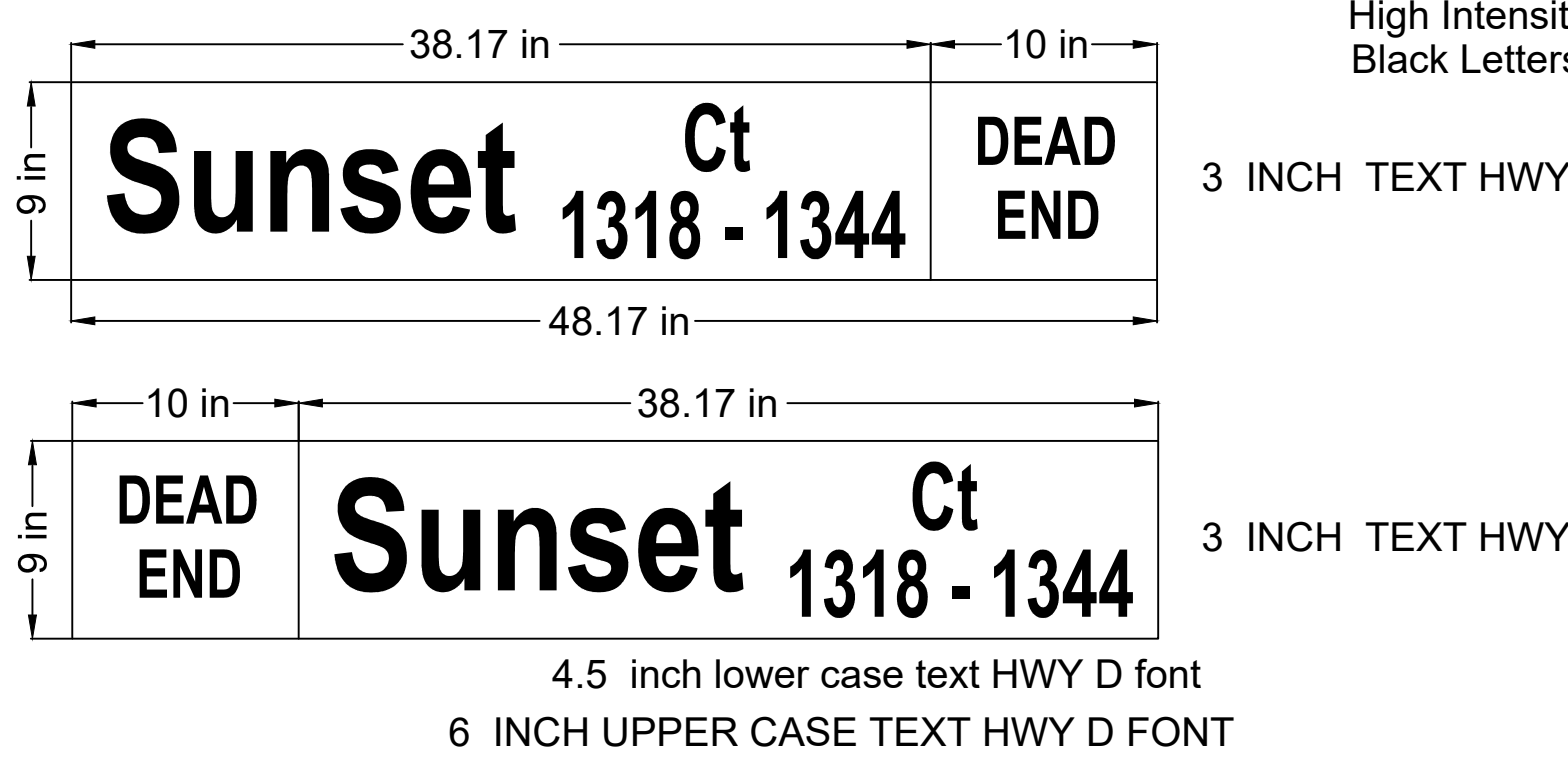 High Intensit
Black Letters
38.17 in
10 in
9 in
Sunset Ct
1318 - 1344
DEAD
END
3 INCH TEXT HWY
48.17 in
10 in
38.17 in
9 in
DEAD
END
Sunset Ct
1318 - 1344
3 INCH TEXT HWY
4.5 inch lower case text HWY D font
6 INCH UPPER CASE TEXT HWY D FONT